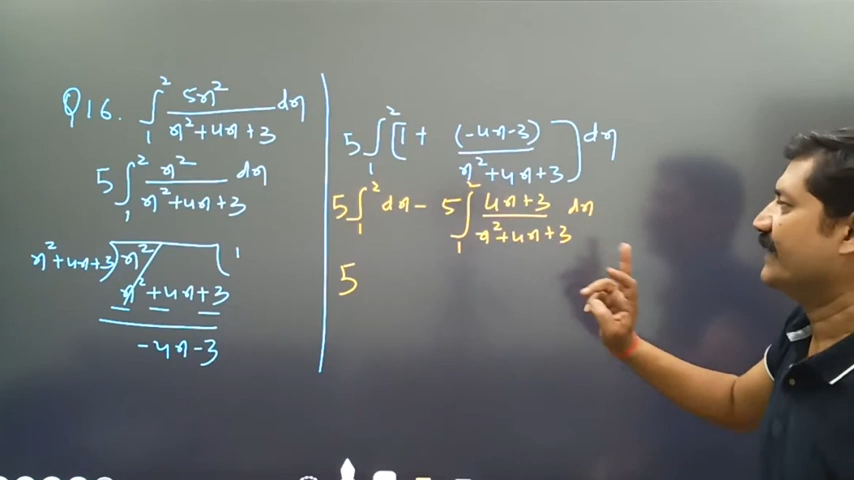 Q16. ∫₁² 5x²/(x²+4x+3) dx
5 ∫₁² x²/(x²+4x+3) dx
x²+4x+3 ) x² ( 1
x²+4x+3
-4x-3
5 ∫₁² [1 + (-4x-3)/(x²+4x+3)] dx
5 ∫₁² dx - 5 ∫₁² (4x+3)/(x²+4x+3) dx
5